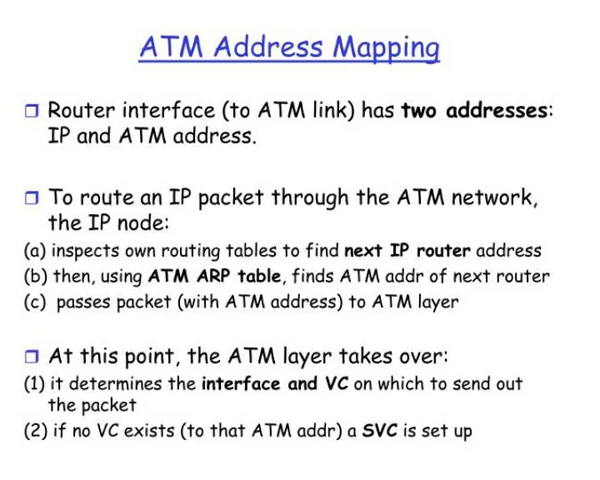 ATM Address Mapping
Router interface (to ATM link) has two addresses:
IP and ATM address.
To route an IP packet through the ATM network,
the IP node:
(a) inspects own routing tables to find next IP router address
(b) then, using ATM ARP table, finds ATM addr of next router
(c) passes packet (with ATM address) to ATM layer
At this point, the ATM layer takes over:
(1) it determines the interface and VC on which to send out
the packet
(2) if no VC exists (to that ATM addr) a SVC is set up